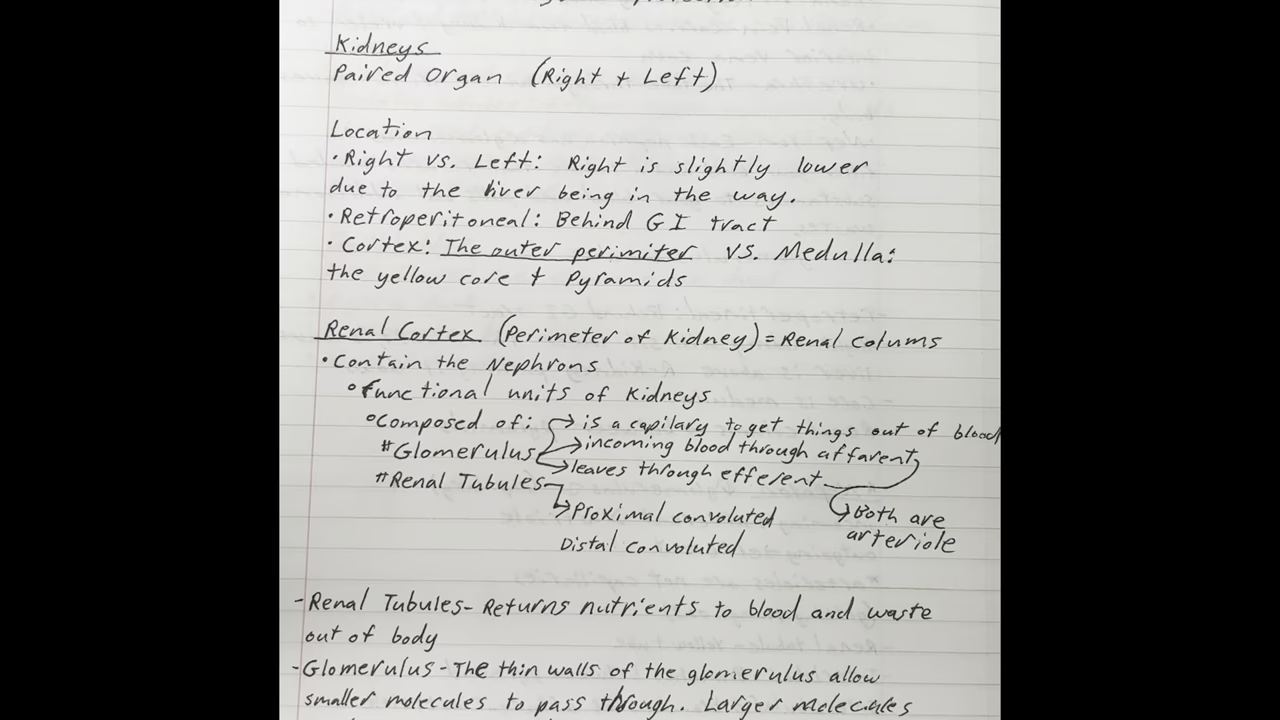 Kidneys
Paired Organ (Right + Left)
Location
•Right vs. Left: Right is slightly lower
due to the liver being in the way.
•Retroperitoneal: Behind GI tract
•Cortex: The outer perimiter vs. Medulla:
the yellow core + Pyramids
Renal Cortex (Perimeter of Kidney) = Renal colums
•Contain the Nephrons
°functional units of Kidneys
°Composed of: → is a capilary to get things out of blood
#Glomerulus → incoming blood through affarent
→ leaves through efferent
#Renal Tubules
→ Proximal convoluted → Both are
Distal convoluted arteriole
-Renal Tubules- Returns nutrients to blood and waste
out of body
-Glomerulus - The thin walls of the glomerulus allow
smaller molecules to pass through. Larger molecules